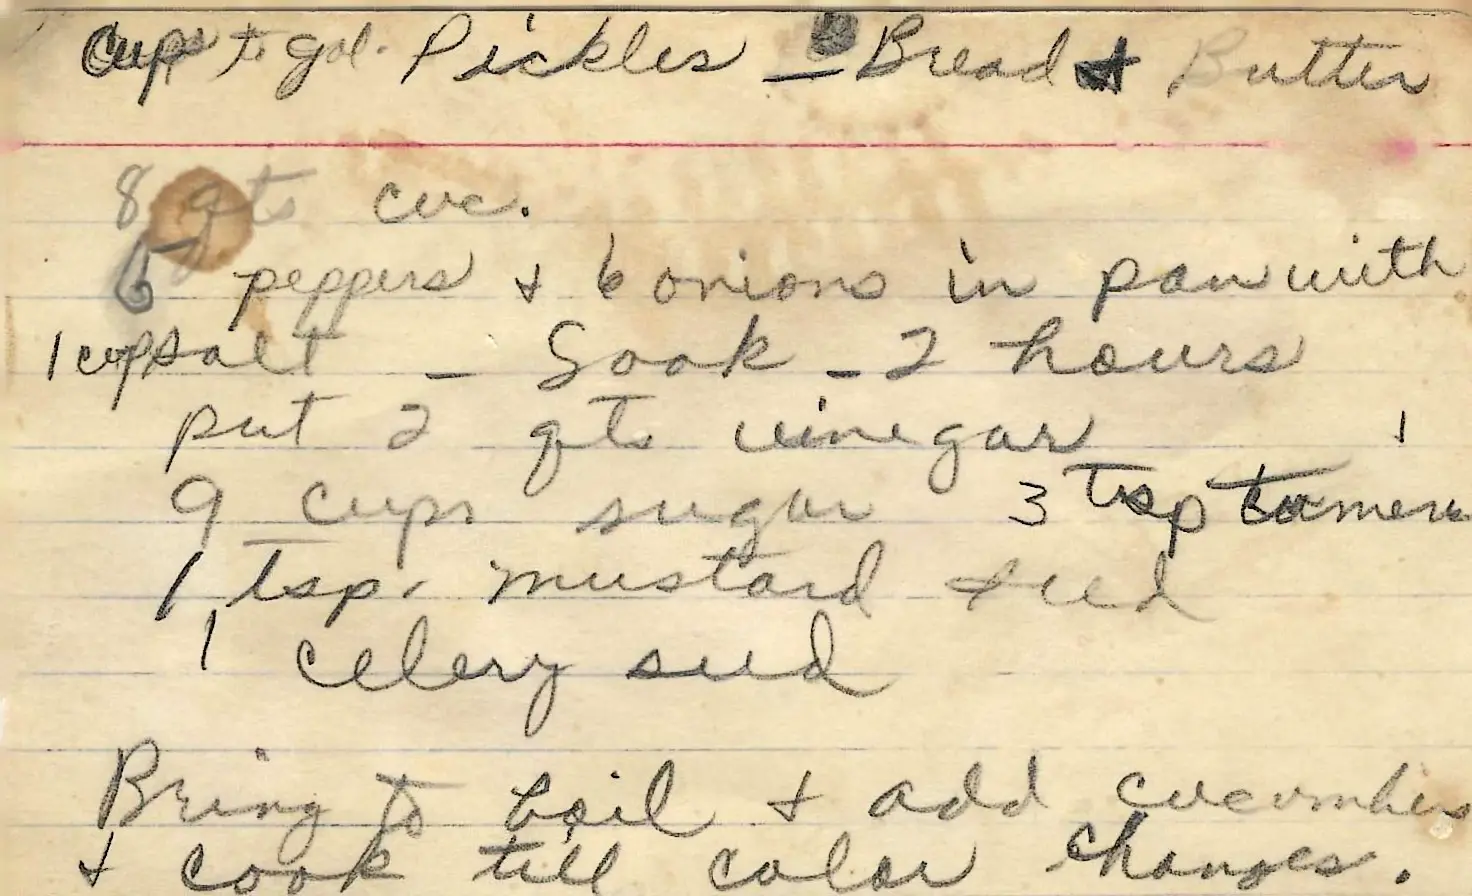 Cups to gal. Pickles - Bread & Butter
8 qts cuc.
6 peppers & 6 onions in pan with
1 cup salt - Soak - 2 hours
put 2 qts vinegar 1
9 cups sugar 3 tsp tumeric
1 tsp. mustard seed
1 celery seed
Bring to boil & add cucumbers
& cook till color changes.